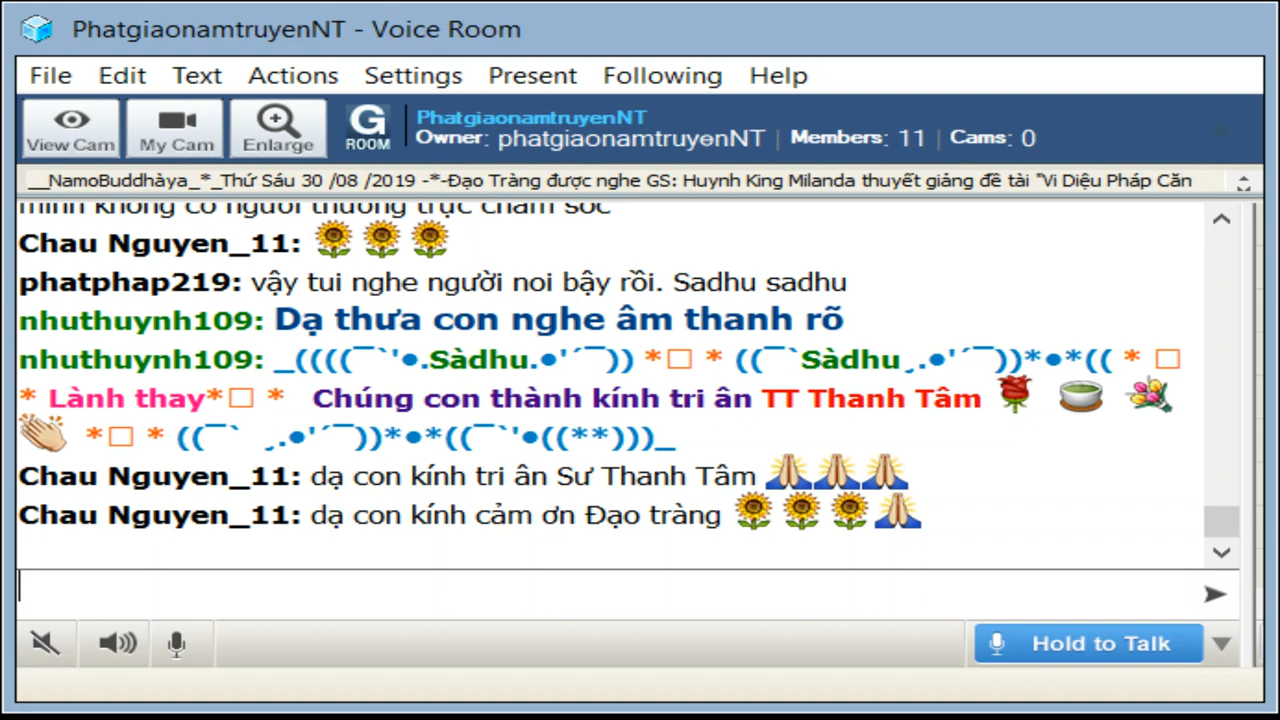 PhatgiaonamtruyenNT - Voice Room
File Edit Text Actions Settings Present Following Help
View Cam My Cam Enlarge G ROOM
PhatgiaonamtruyenNT
Owner: phatgiaonamtruyenNT | Members: 11 | Cams: 0
__NamoBuddhàya_*_Thứ Sáu 30 /08 /2019 -*-Đạo Tràng được nghe GS: Huynh King Milanda thuyết giảng đề tài "Vi Diệu Pháp Căn
mình không có người thường trực chăm sóc
Chau Nguyen_11: 🌻🌻🌻
phatphap219: vậy tui nghe người noi bậy rồi. Sadhu sadhu
nhuthuynh109: Dạ thưa con nghe âm thanh rõ
nhuthuynh109: _((((¯`'●.Sàdhu.●'´¯)) *□ * ((¯`Sàdhu¸.●'´¯))*●*(( * □
* Lành thay*□ * Chúng con thành kính tri ân TT Thanh Tâm 🌹 🍵 💐
👏 *□ * ((¯` ¸.●'´¯))*●*((¯`'●((**)))_
Chau Nguyen_11: dạ con kính tri ân Sư Thanh Tâm 🙏🙏🙏
Chau Nguyen_11: dạ con kính cảm ơn Đạo tràng 🌻🌻🌻🙏
Hold to Talk